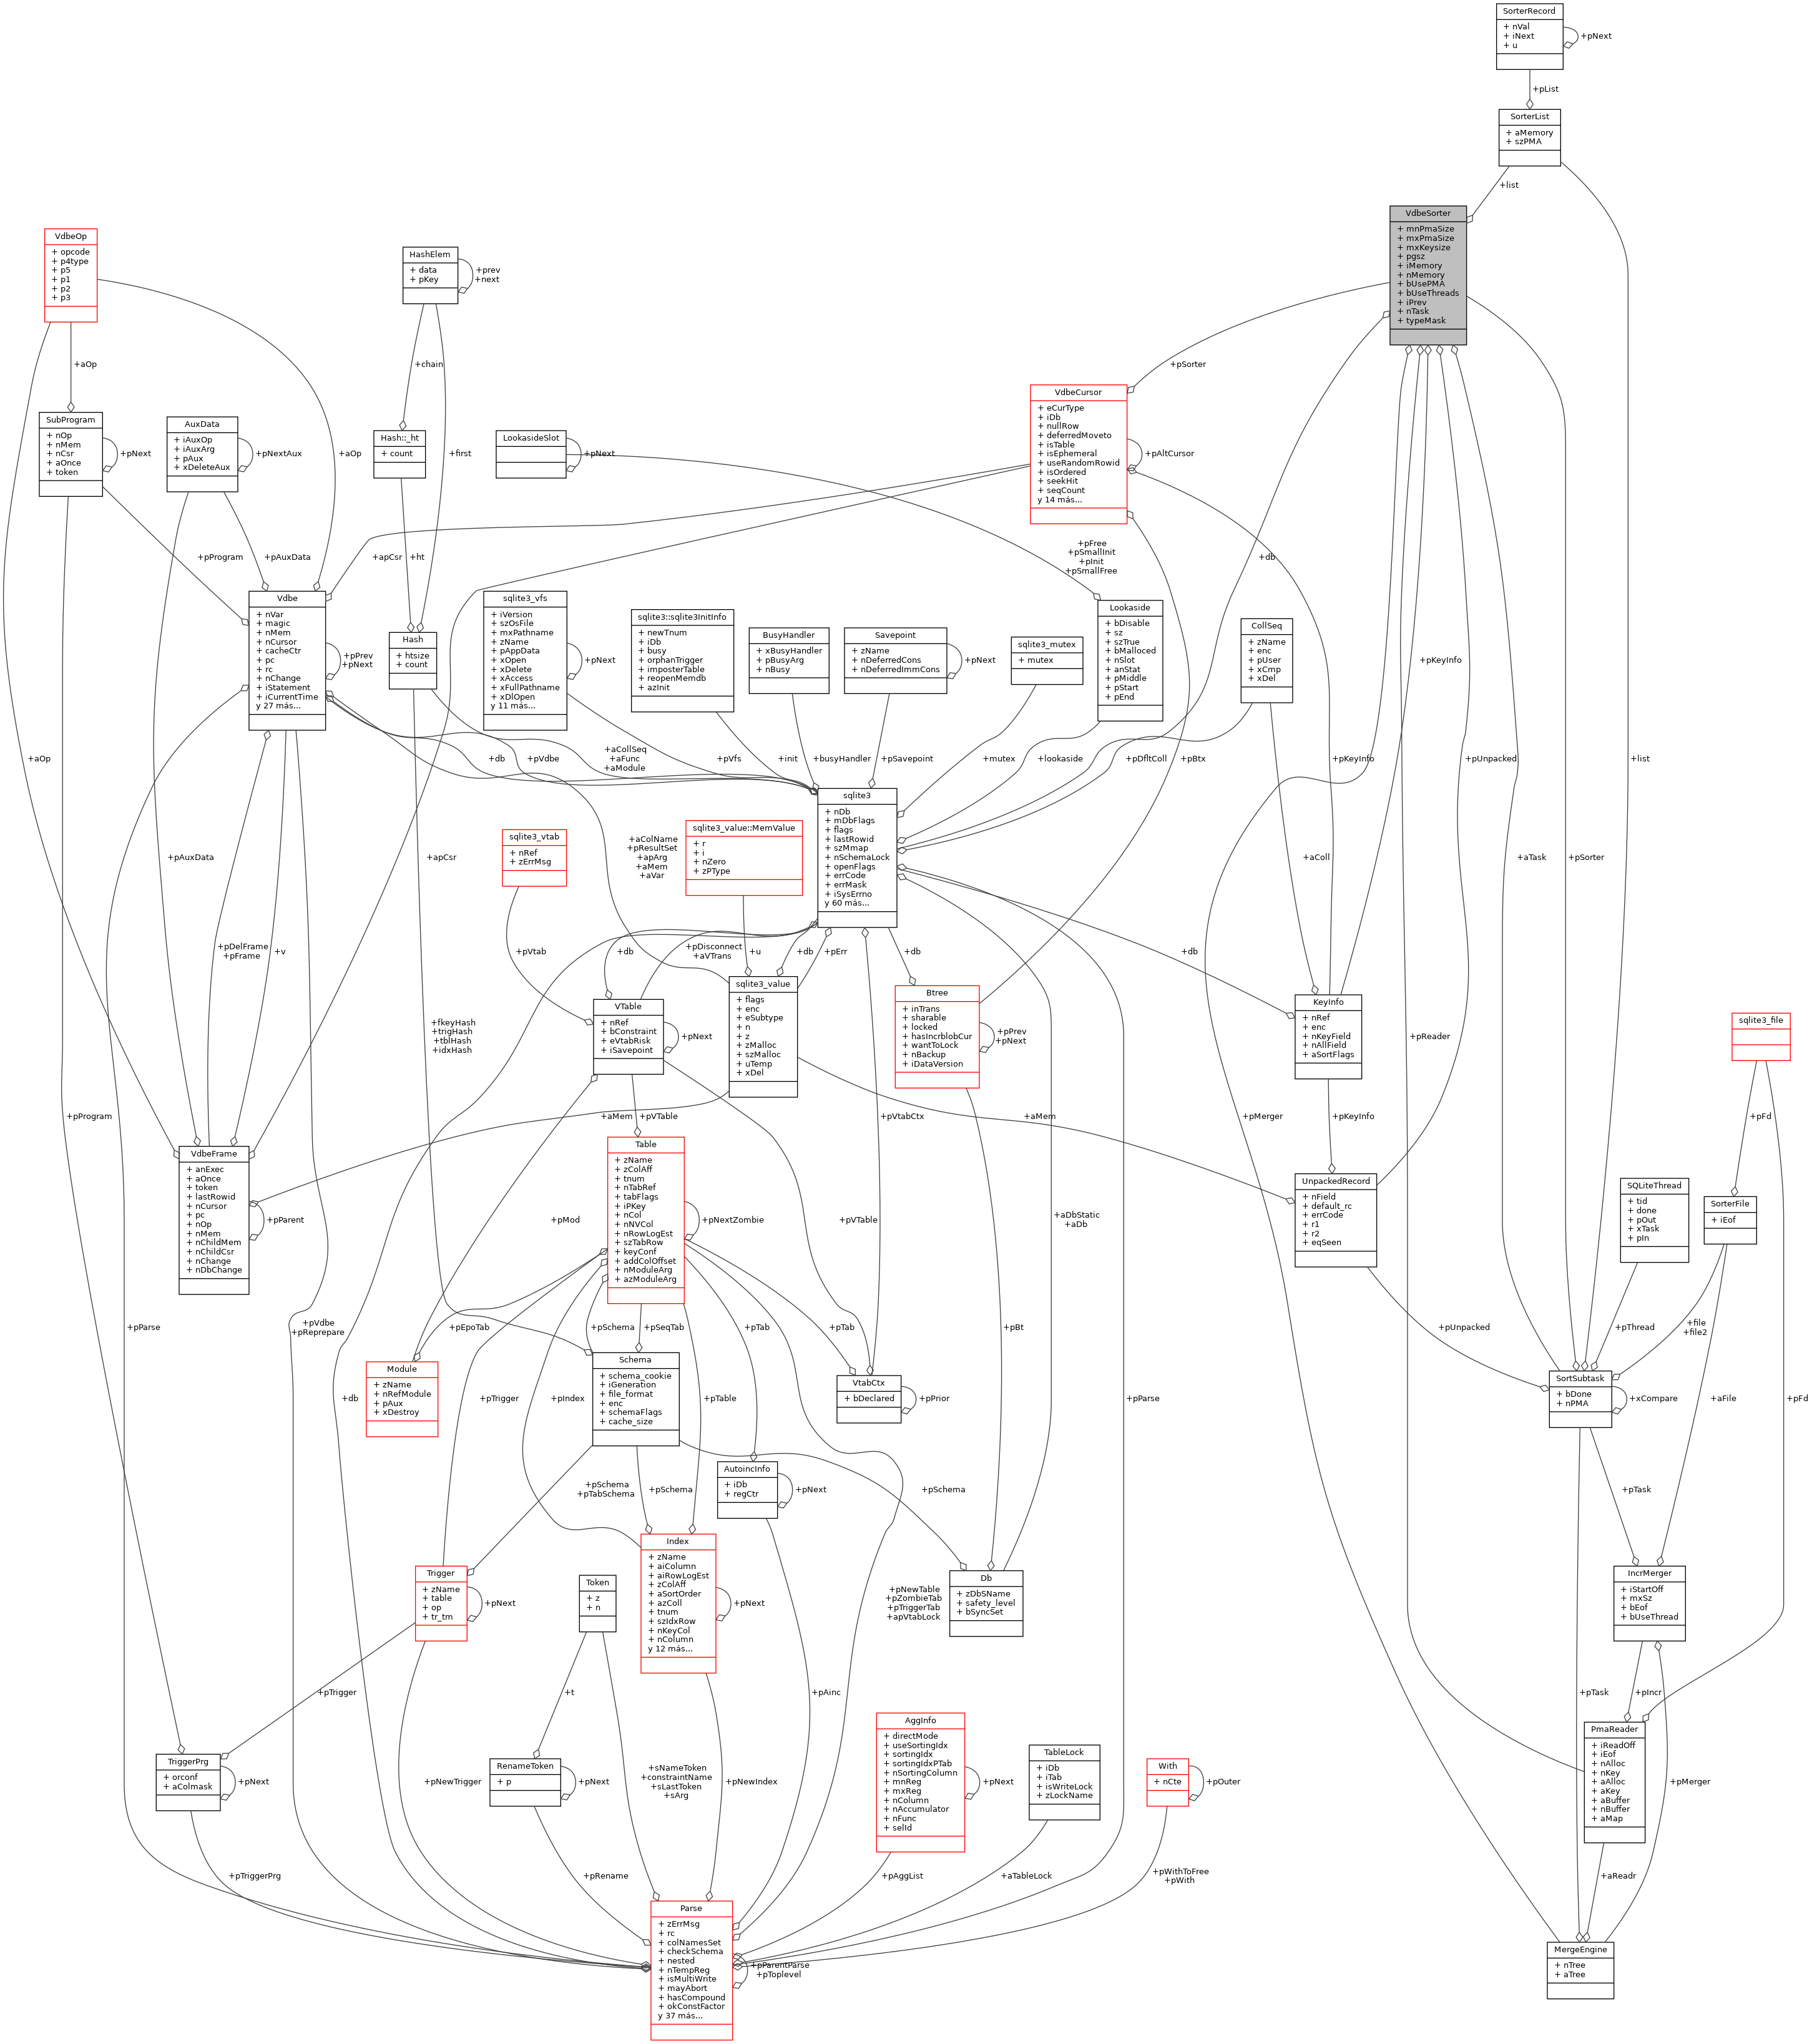 SorterRecord
+ nVal
+ iNext
+ u
+pNext
+pList
SorterList
+ aMemory
+ szPMA
+list
VdbeSorter
+ mnPmaSize
+ mxPmaSize
+ mxKeysize
+ pgsz
+ iMemory
+ nMemory
+ bUsePMA
+ bUseThreads
+ iPrev
+ nTask
+ typeMask
VdbeOp
+ opcode
+ p4type
+ p5
+ p1
+ p2
+ p3
HashElem
+ data
+ pKey
+prev
+next
+aOp
+chain
+pSorter
VdbeCursor
+ eCurType
+ iDb
+ nullRow
+ deferredMoveto
+ isTable
+ isEphemeral
+ useRandomRowid
+ isOrdered
+ seekHit
+ seqCount
y 14 más...
+pAltCursor
SubProgram
+ nOp
+ nMem
+ nCsr
+ aOnce
+ token
+pNext
AuxData
+ iAuxOp
+ iAuxArg
+ pAux
+ xDeleteAux
+pNextAux
+aOp
Hash::_ht
+ count
+first
LookasideSlot
+pNext
+pProgram
+pAuxData
+apCsr
+ht
+pFree
+pSmallInit
+pInit
+pSmallFree
+db
Vdbe
+ nVar
+ magic
+ nMem
+ nCursor
+ cacheCtr
+ pc
+ rc
+ nChange
+ iStatement
+ iCurrentTime
y 27 más...
+pPrev
+pNext
Hash
+ htsize
+ count
sqlite3_vfs
+ iVersion
+ szOsFile
+ mxPathname
+ zName
+ pAppData
+ xOpen
+ xDelete
+ xAccess
+ xFullPathname
+ xDlOpen
y 11 más...
+pNext
sqlite3::sqlite3InitInfo
+ newTnum
+ iDb
+ busy
+ orphanTrigger
+ imposterTable
+ reopenMemdb
+ azInit
BusyHandler
+ xBusyHandler
+ pBusyArg
+ nBusy
Savepoint
+ zName
+ nDeferredCons
+ nDeferredImmCons
+pNext
sqlite3_mutex
+ mutex
Lookaside
+ bDisable
+ sz
+ szTrue
+ bMalloced
+ nSlot
+ anStat
+ pMiddle
+ pStart
+ pEnd
CollSeq
+ zName
+ enc
+ pUser
+ xCmp
+ xDel
+pKeyInfo
+aOp
+db
+pVdbe
+aCollSeq
+aFunc
+aModule
+pVfs
+init
+busyHandler
+pSavepoint
+mutex
+lookaside
+pDfltColl
+pBtx
+pKeyInfo
+pUnpacked
+list
sqlite3
+ nDb
+ mDbFlags
+ flags
+ lastRowid
+ szMmap
+ nSchemaLock
+ openFlags
+ errCode
+ errMask
+ iSysErrno
y 60 más...
sqlite3_vtab
+ nRef
+ zErrMsg
+aColName
+pResultSet
+apArg
+aMem
+aVar
sqlite3_value::MemValue
+ r
+ i
+ nZero
+ zPType
+pAuxData
+apCsr
+aColl
+aTask
+pSorter
+pDelFrame
+pFrame
+v
+pVtab
+db
+pDisconnect
+aVTrans
+u
+db
+pErr
+db
+db
sqlite3_value
+ flags
+ enc
+ eSubtype
+ n
+ z
+ zMalloc
+ szMalloc
+ uTemp
+ xDel
VTable
+ nRef
+ bConstraint
+ eVtabRisk
+ iSavepoint
+pNext
Btree
+ inTrans
+ sharable
+ locked
+ hasIncrblobCur
+ wantToLock
+ nBackup
+ iDataVersion
+pPrev
+pNext
KeyInfo
+ nRef
+ enc
+ nKeyField
+ nAllField
+ aSortFlags
sqlite3_file
+fkeyHash
+trigHash
+tblHash
+idxHash
+pReader
+pProgram
+aMem
+pVTable
+pVtabCtx
+aMem
+pKeyInfo
+pMerger
+pFd
VdbeFrame
+ anExec
+ aOnce
+ token
+ lastRowid
+ nCursor
+ pc
+ nOp
+ nMem
+ nChildMem
+ nChildCsr
+ nChange
+ nDbChange
+pParent
Table
+ zName
+ zColAff
+ tnum
+ nTabRef
+ tabFlags
+ iPKey
+ nCol
+ nNVCol
+ nRowLogEst
+ szTabRow
+ keyConf
+ addColOffset
+ nModuleArg
+ azModuleArg
+pNextZombie
+pMod
+pVTable
+aDbStatic
+aDb
UnpackedRecord
+ nField
+ default_rc
+ errCode
+ r1
+ r2
+ eqSeen
SQLiteThread
+ tid
+ done
+ pOut
+ xTask
+ pIn
SorterFile
+ iEof
+pParse
+pVdbe
+pReprepare
+pEpoTab
+pSchema
+pSeqTab
+pTab
+pTab
+pBt
+pUnpacked
+pThread
+file
+file2
Module
+ zName
+ nRefModule
+ pAux
+ xDestroy
Schema
+ schema_cookie
+ iGeneration
+ file_format
+ enc
+ schemaFlags
+ cache_size
VtabCtx
+ bDeclared
+pPrior
SortSubtask
+ bDone
+ nPMA
+xCompare
+db
+pTrigger
+pIndex
+pTable
+pParse
+aFile
+pFd
AutoincInfo
+ iDb
+ regCtr
+pNext
+pSchema
+pTabSchema
+pSchema
+pSchema
+pTask
Index
+ zName
+ aiColumn
+ aiRowLogEst
+ zColAff
+ aSortOrder
+ azColl
+ tnum
+ szIdxRow
+ nKeyCol
+ nColumn
y 12 más...
+pNext
Trigger
+ zName
+ table
+ op
+ tr_tm
+pNext
Token
+ z
+ n
+pNewTable
+pZombieTab
+pTriggerTab
+apVtabLock
Db
+ zDbSName
+ safety_level
+ bSyncSet
IncrMerger
+ iStartOff
+ mxSz
+ bEof
+ bUseThread
+pTrigger
+t
+pAinc
+pTask
+pIncr
TriggerPrg
+ orconf
+ aColmask
+pNext
+pNewTrigger
RenameToken
+ p
+pNext
+sNameToken
+constraintName
+sLastToken
+sArg
+pNewIndex
AggInfo
+ directMode
+ useSortingIdx
+ sortingIdx
+ sortingIdxPTab
+ nSortingColumn
+ mnReg
+ mxReg
+ nColumn
+ nAccumulator
+ nFunc
+ selId
+pNext
TableLock
+ iDb
+ iTab
+ isWriteLock
+ zLockName
With
+ nCte
+pOuter
PmaReader
+ iReadOff
+ iEof
+ nAlloc
+ nKey
+ aAlloc
+ aKey
+ aBuffer
+ nBuffer
+ aMap
+pMerger
+pTriggerPrg
+pRename
+pAggList
+aTableLock
+pWithToFree
+pWith
+aReadr
Parse
+ zErrMsg
+ rc
+ colNamesSet
+ checkSchema
+ nested
+ nTempReg
+ isMultiWrite
+ mayAbort
+ hasCompound
+ okConstFactor
y 37 más...
+pParentParse
+pToplevel
MergeEngine
+ nTree
+ aTree